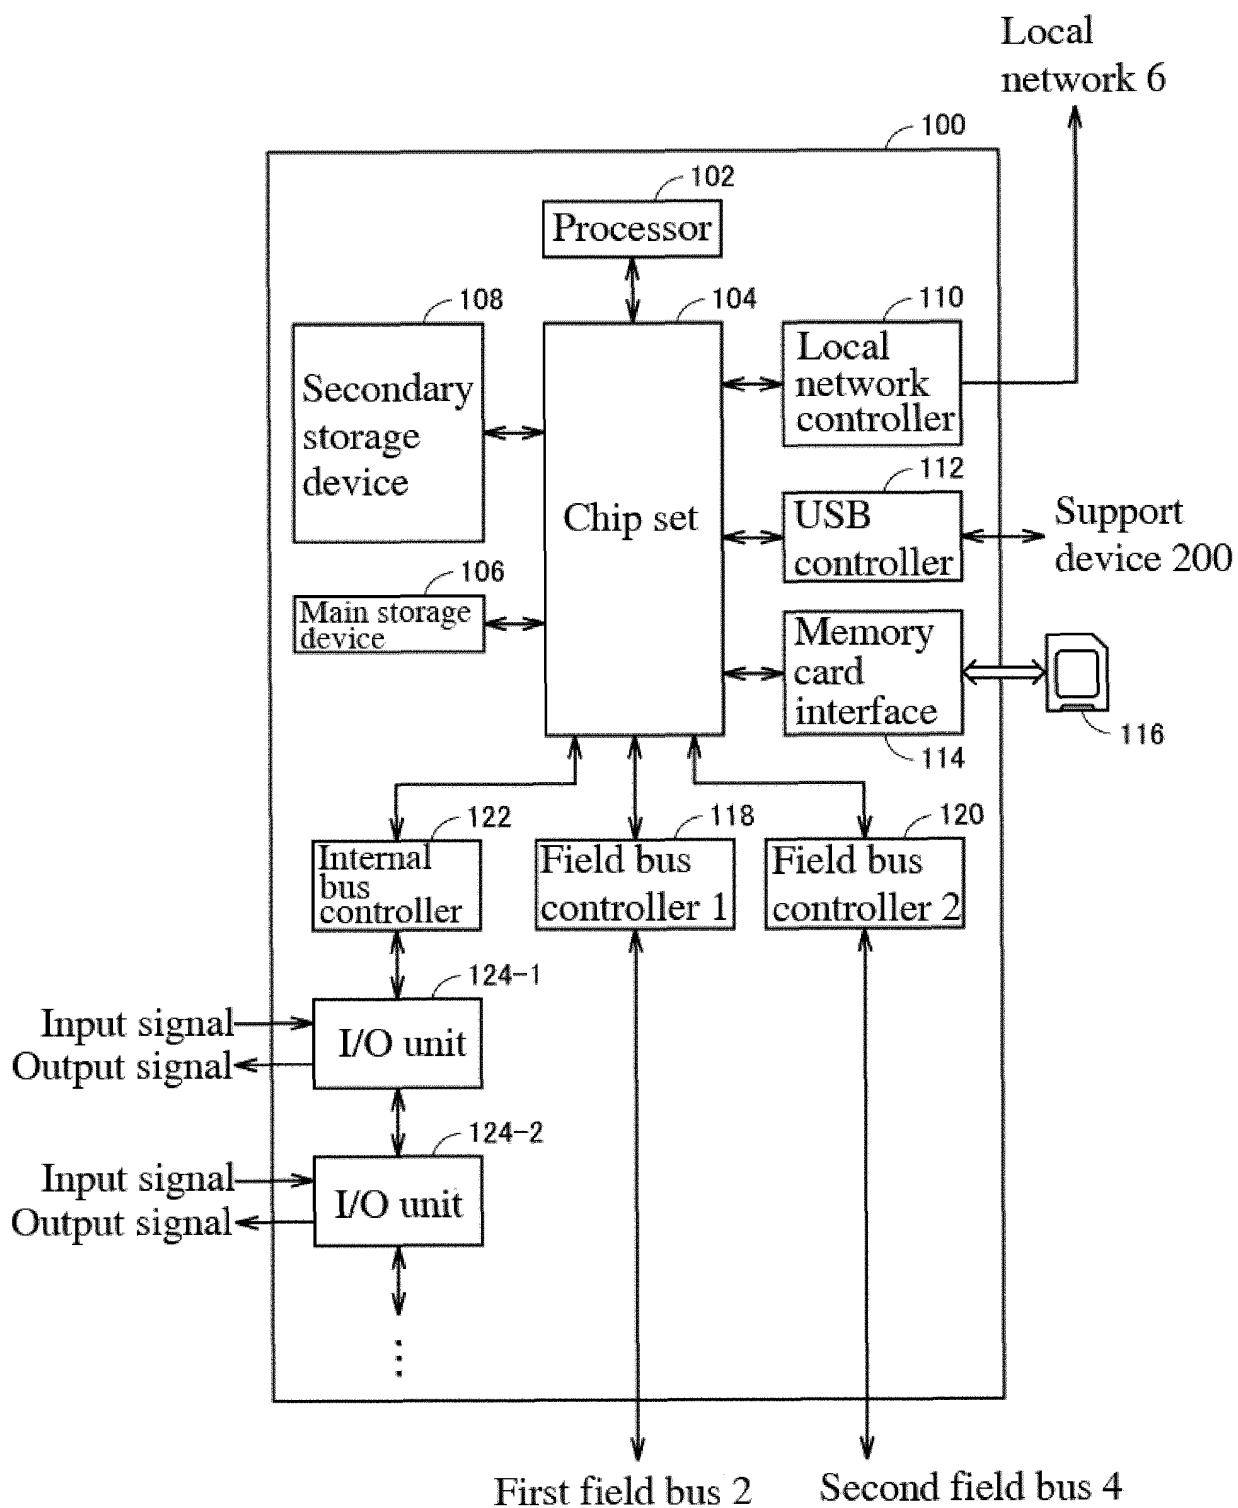 Local
network 6
100
102
Processor
108
104
110
Secondary
storage
device
Chip set
Local
network
controller
112
USB
controller
Support
device 200
106
Main storage
device
Memory
card
interface
114
116
122
118
120
Internal
bus
controller
Field bus
controller 1
Field bus
controller 2
124-1
Input signal
Output signal
I/O unit
124-2
Input signal
Output signal
I/O unit
⋮
First field bus 2
Second field bus 4